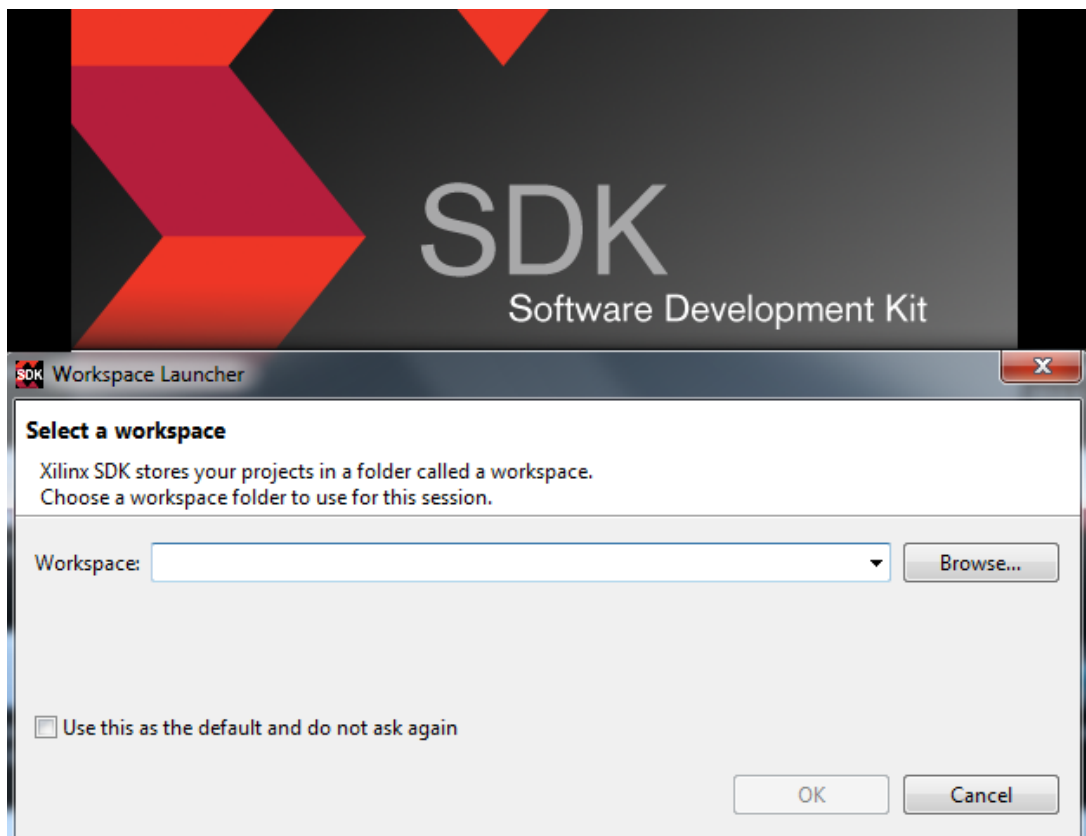 SDK
Software Development Kit
SDK Workspace Launcher
x
Select a workspace
Xilinx SDK stores your projects in a folder called a workspace.
Choose a workspace folder to use for this session.
Workspace: Browse...
Use this as the default and do not ask again
OK Cancel